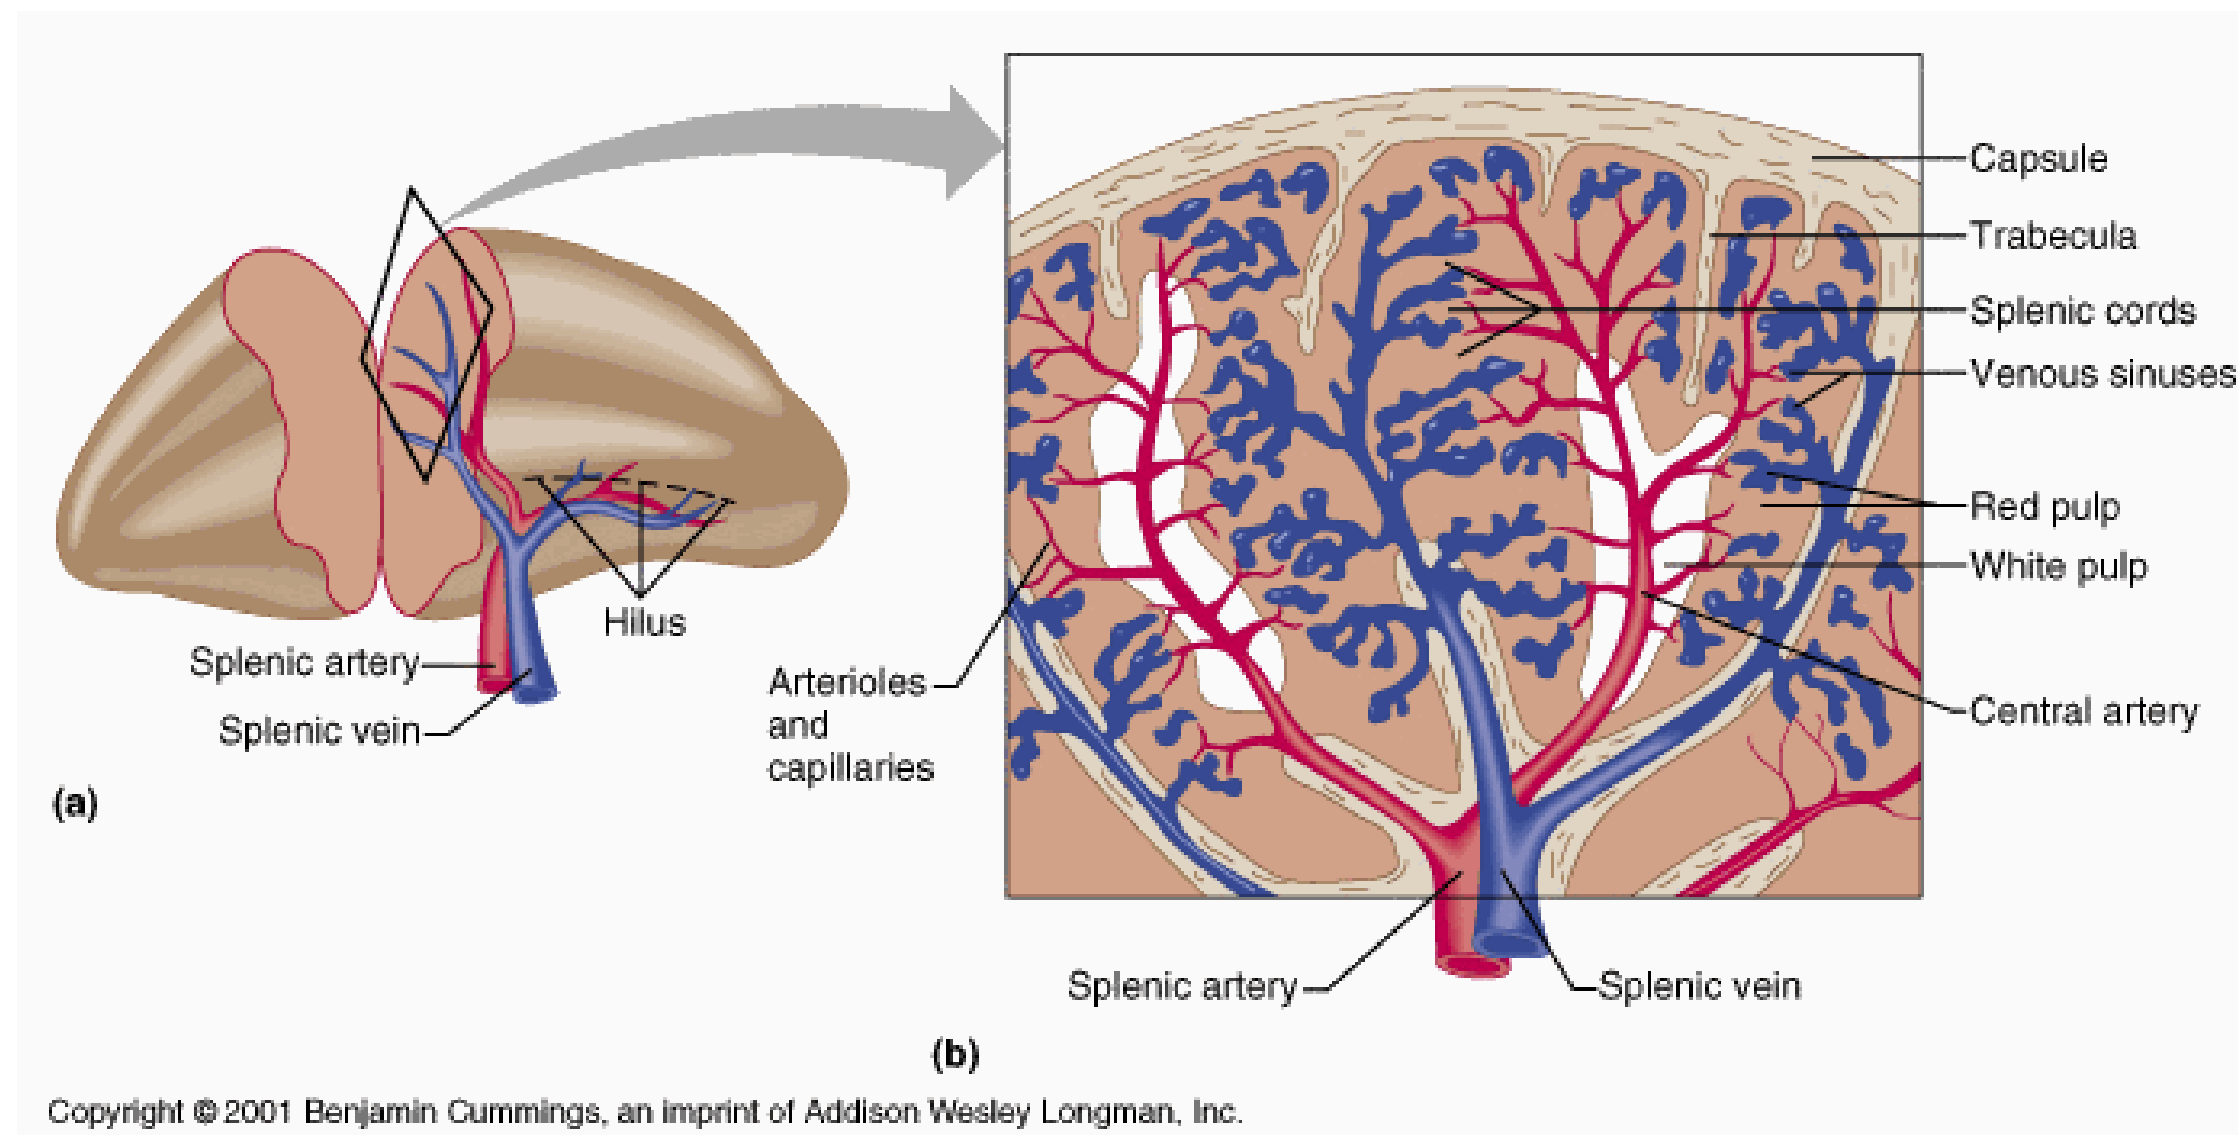 Capsule
Trabecula
Splenic cords
Venous sinuses
Red pulp
White pulp
Central artery
Hilus
Splenic artery
Splenic vein
Arterioles
and
capillaries
(a)
Splenic artery
Splenic vein
(b)
Copyright © 2001 Benjamin Cummings, an imprint of Addison Wesley Longman, Inc.